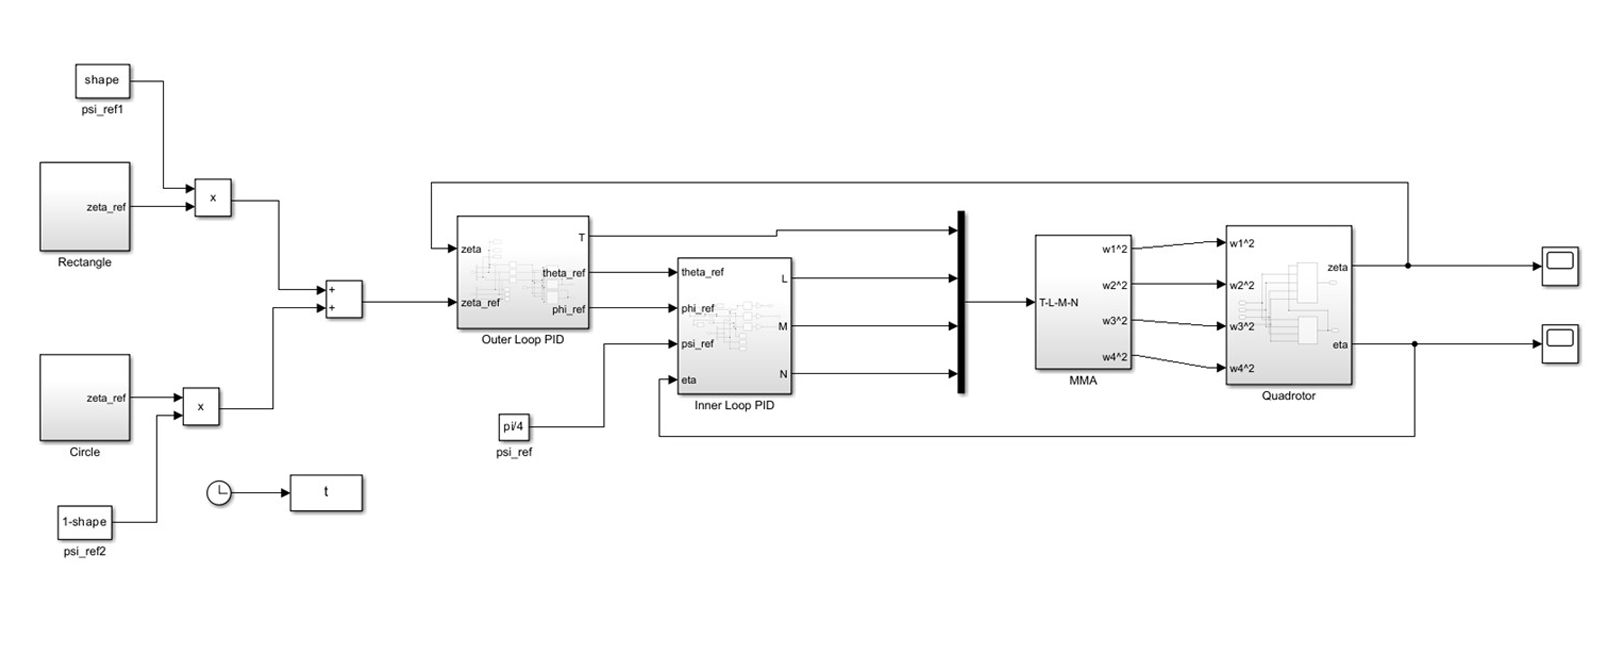 shape
psi_ref1
zeta_ref
Rectangle
x
+
+
zeta_ref
Circle
x
1-shape
psi_ref2
t
zeta
zeta_ref
T
theta_ref
phi_ref
Outer Loop PID
pi/4
psi_ref
theta_ref
phi_ref
psi_ref
eta
L
M
N
Inner Loop PID
T-L-M-N
w1^2
w2^2
w3^2
w4^2
MMA
w1^2
w2^2
w3^2
w4^2
zeta
eta
Quadrotor